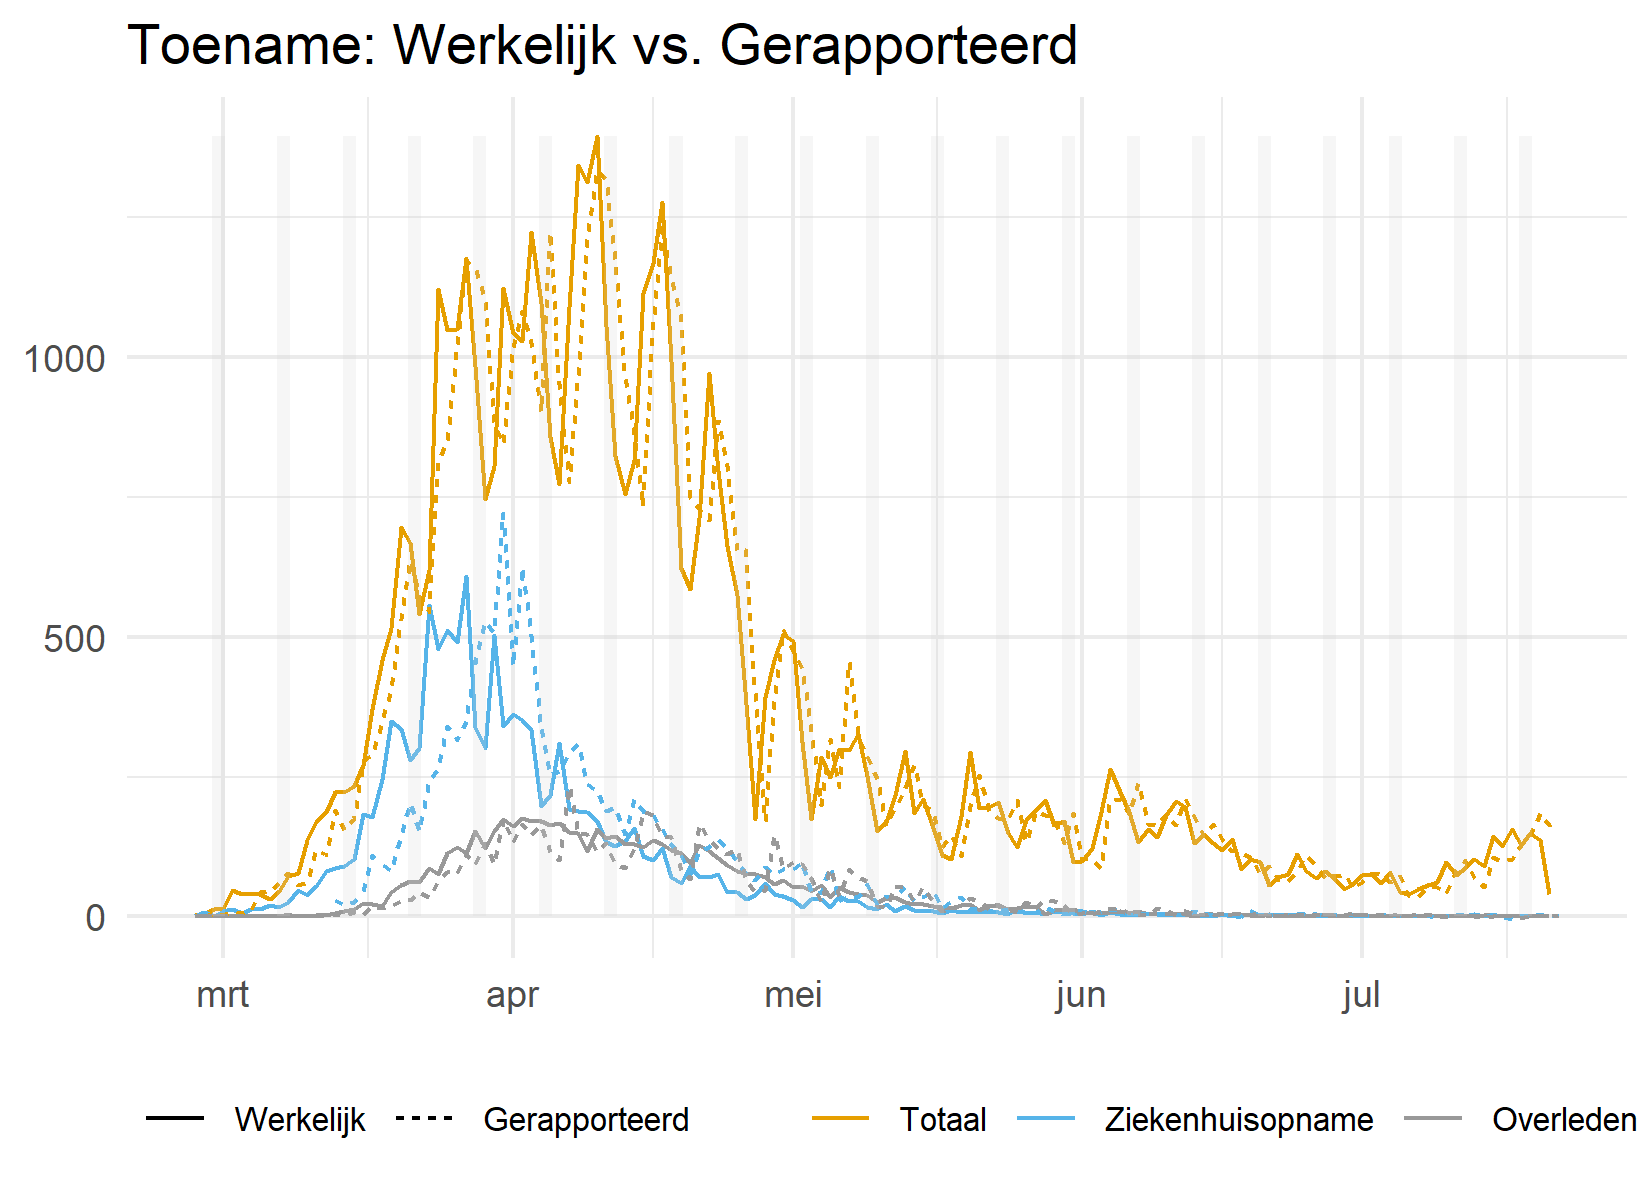 Toename: Werkelijk vs. Gerapporteerd
1000
500
0
mrt apr mei jun jul
Werkelijk Gerapporteerd Totaal Ziekenhuisopname Overleden